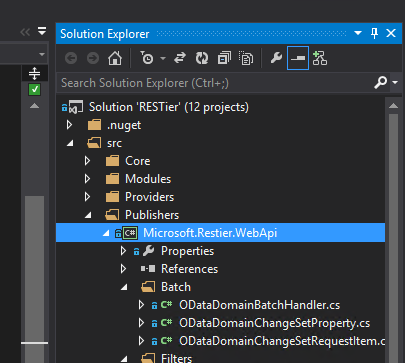 Solution Explorer
Search Solution Explorer (Ctrl+;)
Solution 'RESTier' (12 projects)
.nuget
src
Core
Modules
Providers
Publishers
C# Microsoft.Restier.WebApi
Properties
References
Batch
C# ODataDomainBatchHandler.cs
C# ODataDomainChangeSetProperty.cs
C# ODataDomainChangeSetRequestItem.c
Filters